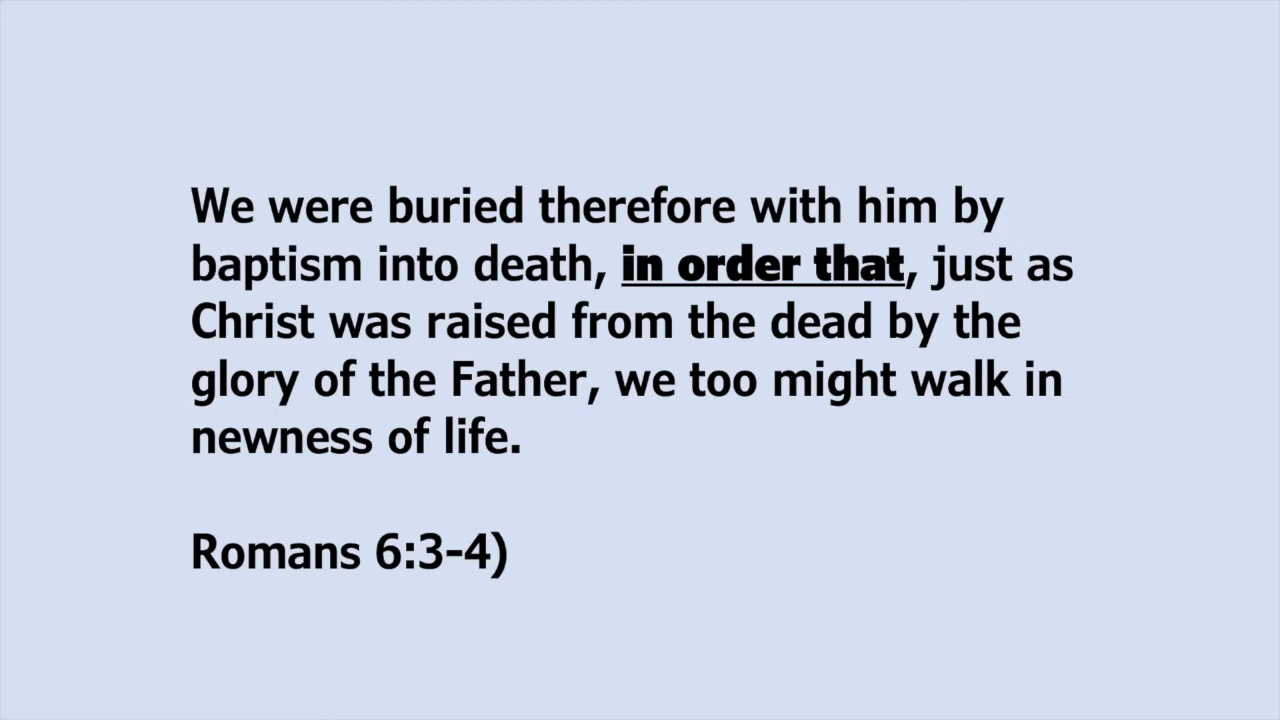 We were buried therefore with him by
baptism into death, in order that, just as
Christ was raised from the dead by the
glory of the Father, we too might walk in
newness of life.
Romans 6:3-4)